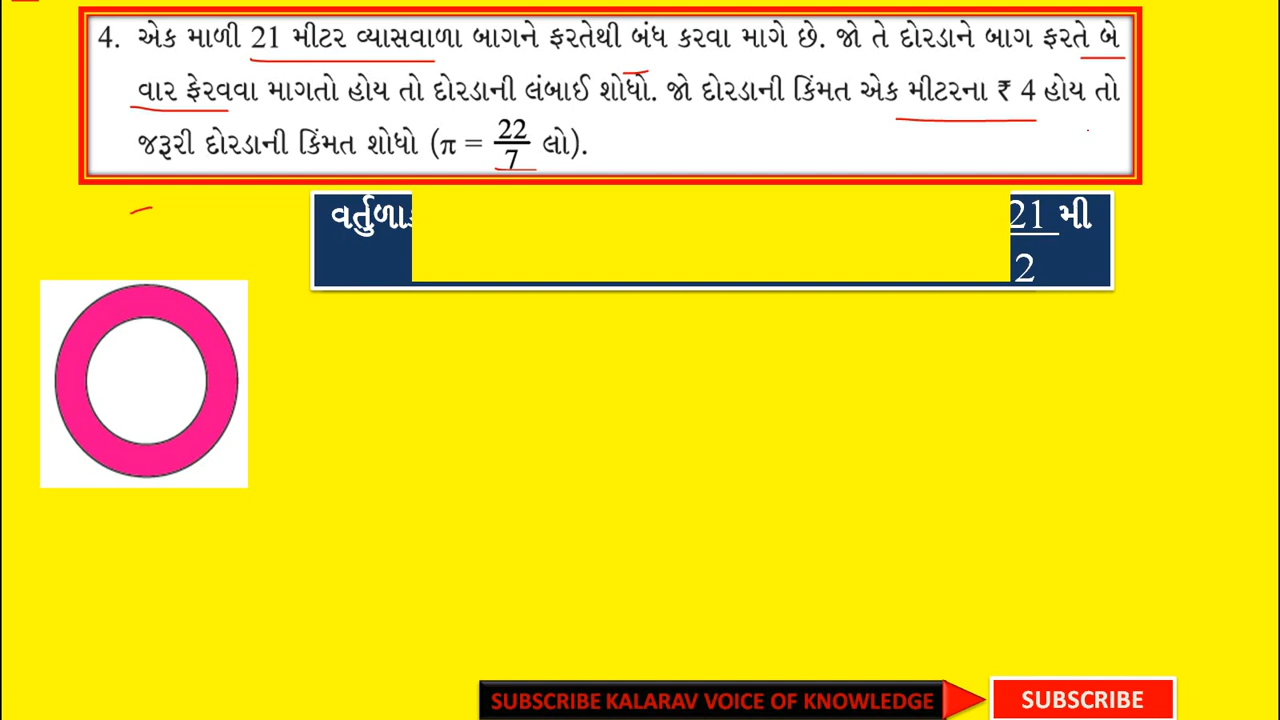 4. એક માળી 21 મીટર વ્યાસવાળા બાગને ફરતેથી બંધ કરવા માગે છે. જો તે દોરડાને બાગ ફરતે બે
વાર ફેરવવા માગતો હોય તો દોરડાની લંબાઈ શોધો. જો દોરડાની કિંમત એક મીટરના ₹ 4 હોય તો
જરૂરી દોરડાની કિંમત શોધો (π = 22/7 લો).
21 મી
2
SUBSCRIBE KALARAV VOICE OF KNOWLEDGE
SUBSCRIBE